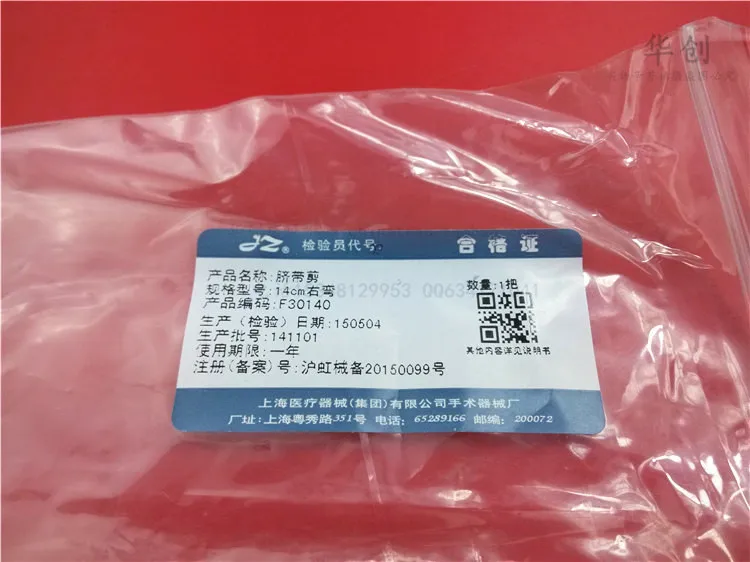 华创
JZ® 检验员代号 合格证
产品名称:脐带剪
规格型号:14cm右弯
数量:1把
产品编码:F30140
生产(检验)日期:150504
生产批号:141101
使用期限:一年
其他内容详见说明书
注册(备案)号:沪虹械备20150099号
上海医疗器械(集团)有限公司手术器械厂
厂址:上海粤秀路351号 电话: 65289166 邮编: 200072